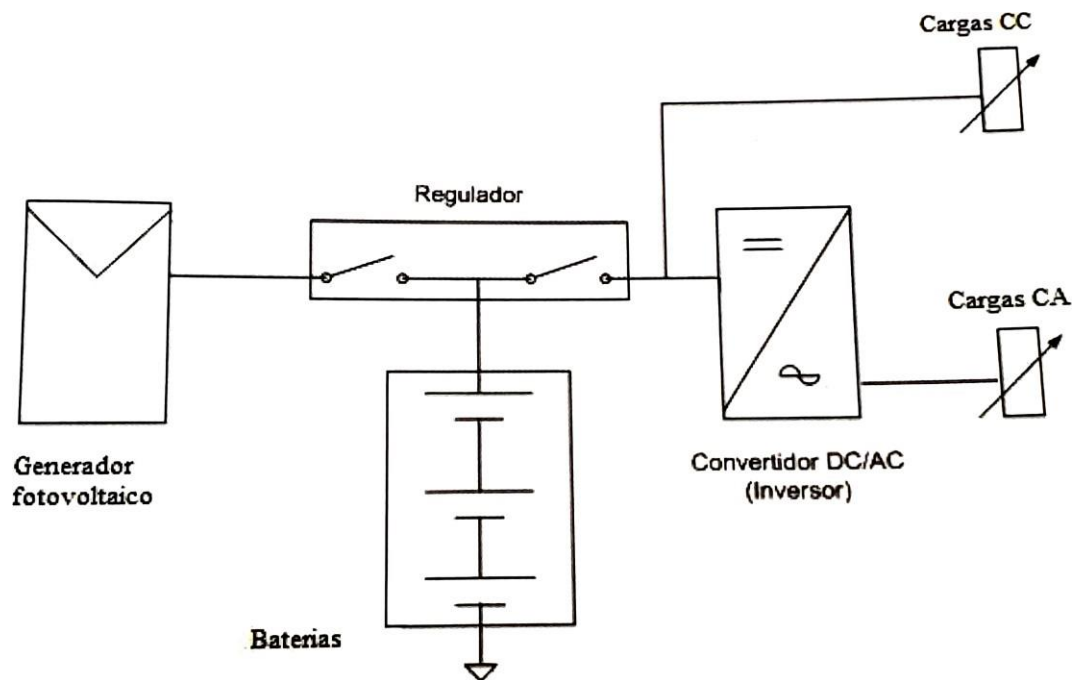 Cargas CC
Regulador
Cargas CA
Generador
fotovoltaico
Convertidor DC/AC
(Inversor)
Baterias